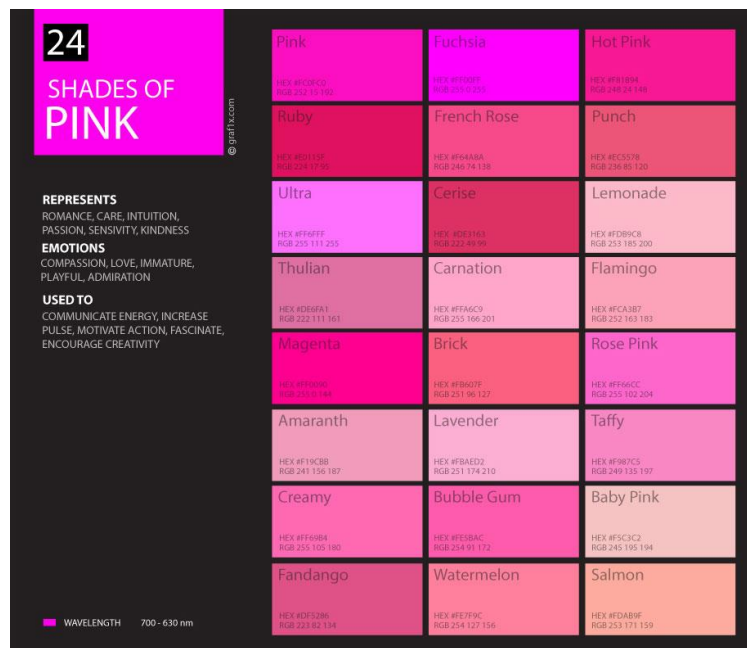 24
SHADES OF
PINK
© graf1x.com
REPRESENTS
ROMANCE, CARE, INTUITION,
PASSION, SENSIVITY, KINDNESS
EMOTIONS
COMPASSION, LOVE, IMMATURE,
PLAYFUL, ADMIRATION
USED TO
COMMUNICATE ENERGY, INCREASE
PULSE, MOTIVATE ACTION, FASCINATE,
ENCOURAGE CREATIVITY
WAVELENGTH 700 - 630 nm
Pink
HEX #FC0FC0
RGB 252 15 192
Fuchsia
HEX #FF00FF
RGB 255 0 255
Hot Pink
HEX #F81894
RGB 248 24 148
Ruby
HEX #E0115F
RGB 224 17 95
French Rose
HEX #F64A8A
RGB 246 74 138
Punch
HEX #EC5578
RGB 236 85 120
Ultra
HEX #FF6FFF
RGB 255 111 255
Cerise
HEX #DE3163
RGB 222 49 99
Lemonade
HEX #FDB9C8
RGB 253 185 200
Thulian
HEX #DE6FA1
RGB 222 111 161
Carnation
HEX #FFA6C9
RGB 255 166 201
Flamingo
HEX #FCA3B7
RGB 252 163 183
Magenta
HEX #FF0090
RGB 255 0 144
Brick
HEX #FB607F
RGB 251 96 127
Rose Pink
HEX #FF66CC
RGB 255 102 204
Amaranth
HEX #F19CBB
RGB 241 156 187
Lavender
HEX #FBAED2
RGB 251 174 210
Taffy
HEX #F987C5
RGB 249 135 197
Creamy
HEX #FF69B4
RGB 255 105 180
Bubble Gum
HEX #FE5BAC
RGB 254 91 172
Baby Pink
HEX #F5C3C2
RGB 245 195 194
Fandango
HEX #DF5286
RGB 223 82 134
Watermelon
HEX #FE7F9C
RGB 254 127 156
Salmon
HEX #FDAB9F
RGB 253 171 159